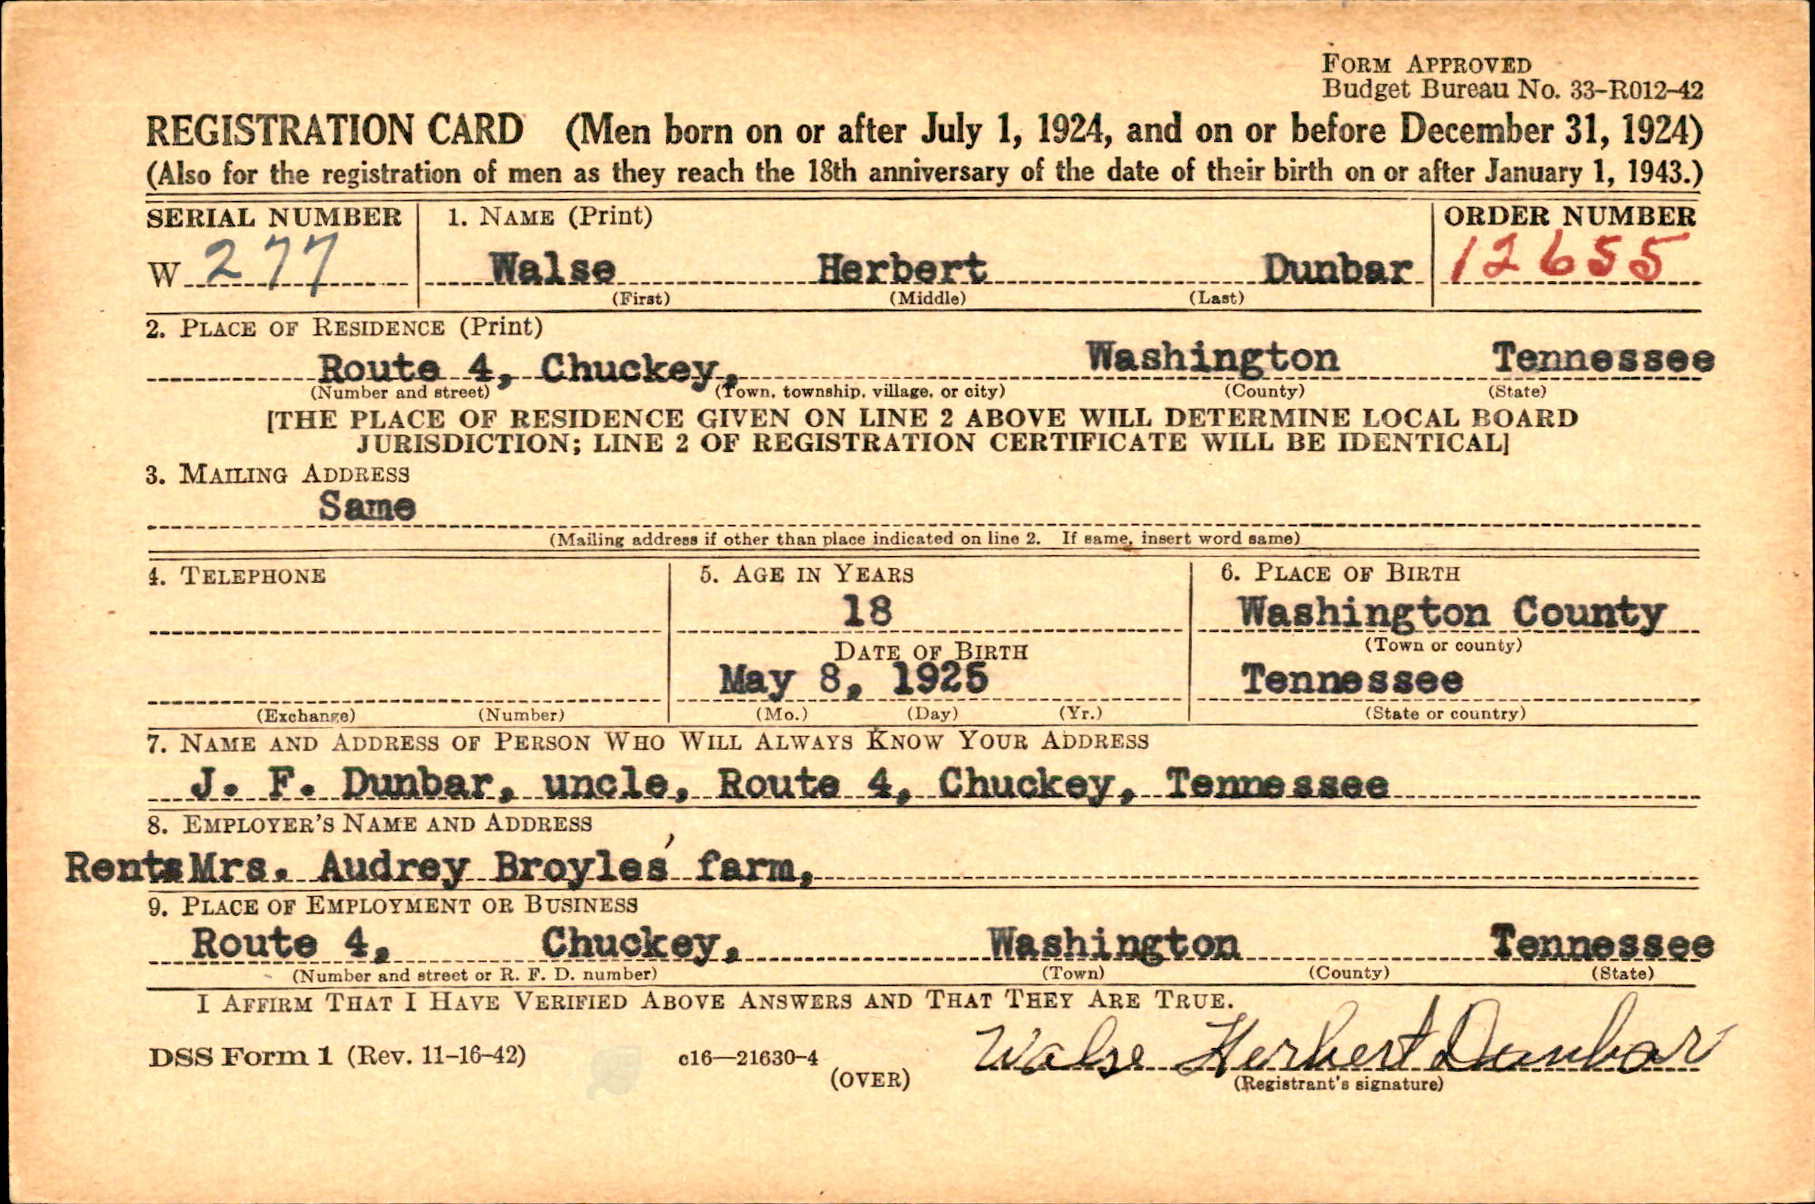 FORM APPROVED
Budget Bureau No. 33-R012-42
REGISTRATION CARD (Men born on or after July 1, 1924, and on or before December 31, 1924)
(Also for the registration of men as they reach the 18th anniversary of the date of their birth on or after January 1, 1943.)
SERIAL NUMBER 1. NAME (Print) ORDER NUMBER
W 277 Walse Herbert Dunbar 12655
(First) (Middle) (Last)
2. PLACE OF RESIDENCE (Print)
Route 4, Chuckey, Washington Tennessee
(Number and street) (Town, township, village, or city) (County) (State)
[THE PLACE OF RESIDENCE GIVEN ON LINE 2 ABOVE WILL DETERMINE LOCAL BOARD
JURISDICTION; LINE 2 OF REGISTRATION CERTIFICATE WILL BE IDENTICAL]
3. MAILING ADDRESS
Same
(Mailing address if other than place indicated on line 2. If same, insert word same)
4. TELEPHONE 5. AGE IN YEARS 6. PLACE OF BIRTH
18 Washington County
DATE OF BIRTH (Town or county)
May 8, 1925 Tennessee
(Exchange) (Number) (Mo.) (Day) (Yr.) (State or country)
7. NAME AND ADDRESS OF PERSON WHO WILL ALWAYS KNOW YOUR ADDRESS
J. F. Dunbar, uncle, Route 4, Chuckey, Tennessee
8. EMPLOYER'S NAME AND ADDRESS
Rents Mrs. Audrey Broyles' farm,
9. PLACE OF EMPLOYMENT OR BUSINESS
Route 4, Chuckey, Washington Tennessee
(Number and street or R. F. D. number) (Town) (County) (State)
I AFFIRM THAT I HAVE VERIFIED ABOVE ANSWERS AND THAT THEY ARE TRUE.
Walse Herbert Dunbar
DSS Form 1 (Rev. 11-16-42) c16—21630-4
(OVER) (Registrant's signature)